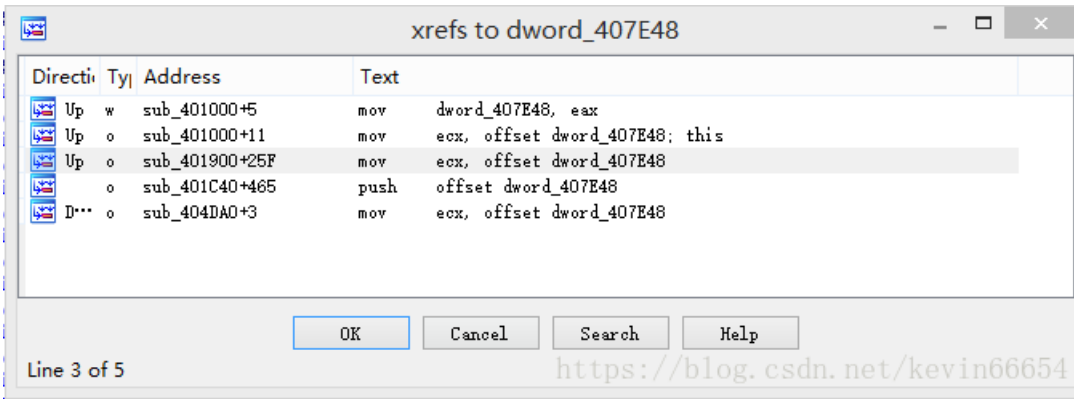 xrefs to dword_407E48
Directi Ty Address Text
Up w sub_401000+5 mov dword_407E48, eax
Up o sub_401000+11 mov ecx, offset dword_407E48; this
Up o sub_401900+25F mov ecx, offset dword_407E48
o sub_401C40+465 push offset dword_407E48
D... o sub_404DA0+3 mov ecx, offset dword_407E48
OK Cancel Search Help
Line 3 of 5
https://blog.csdn.net/kevin66654